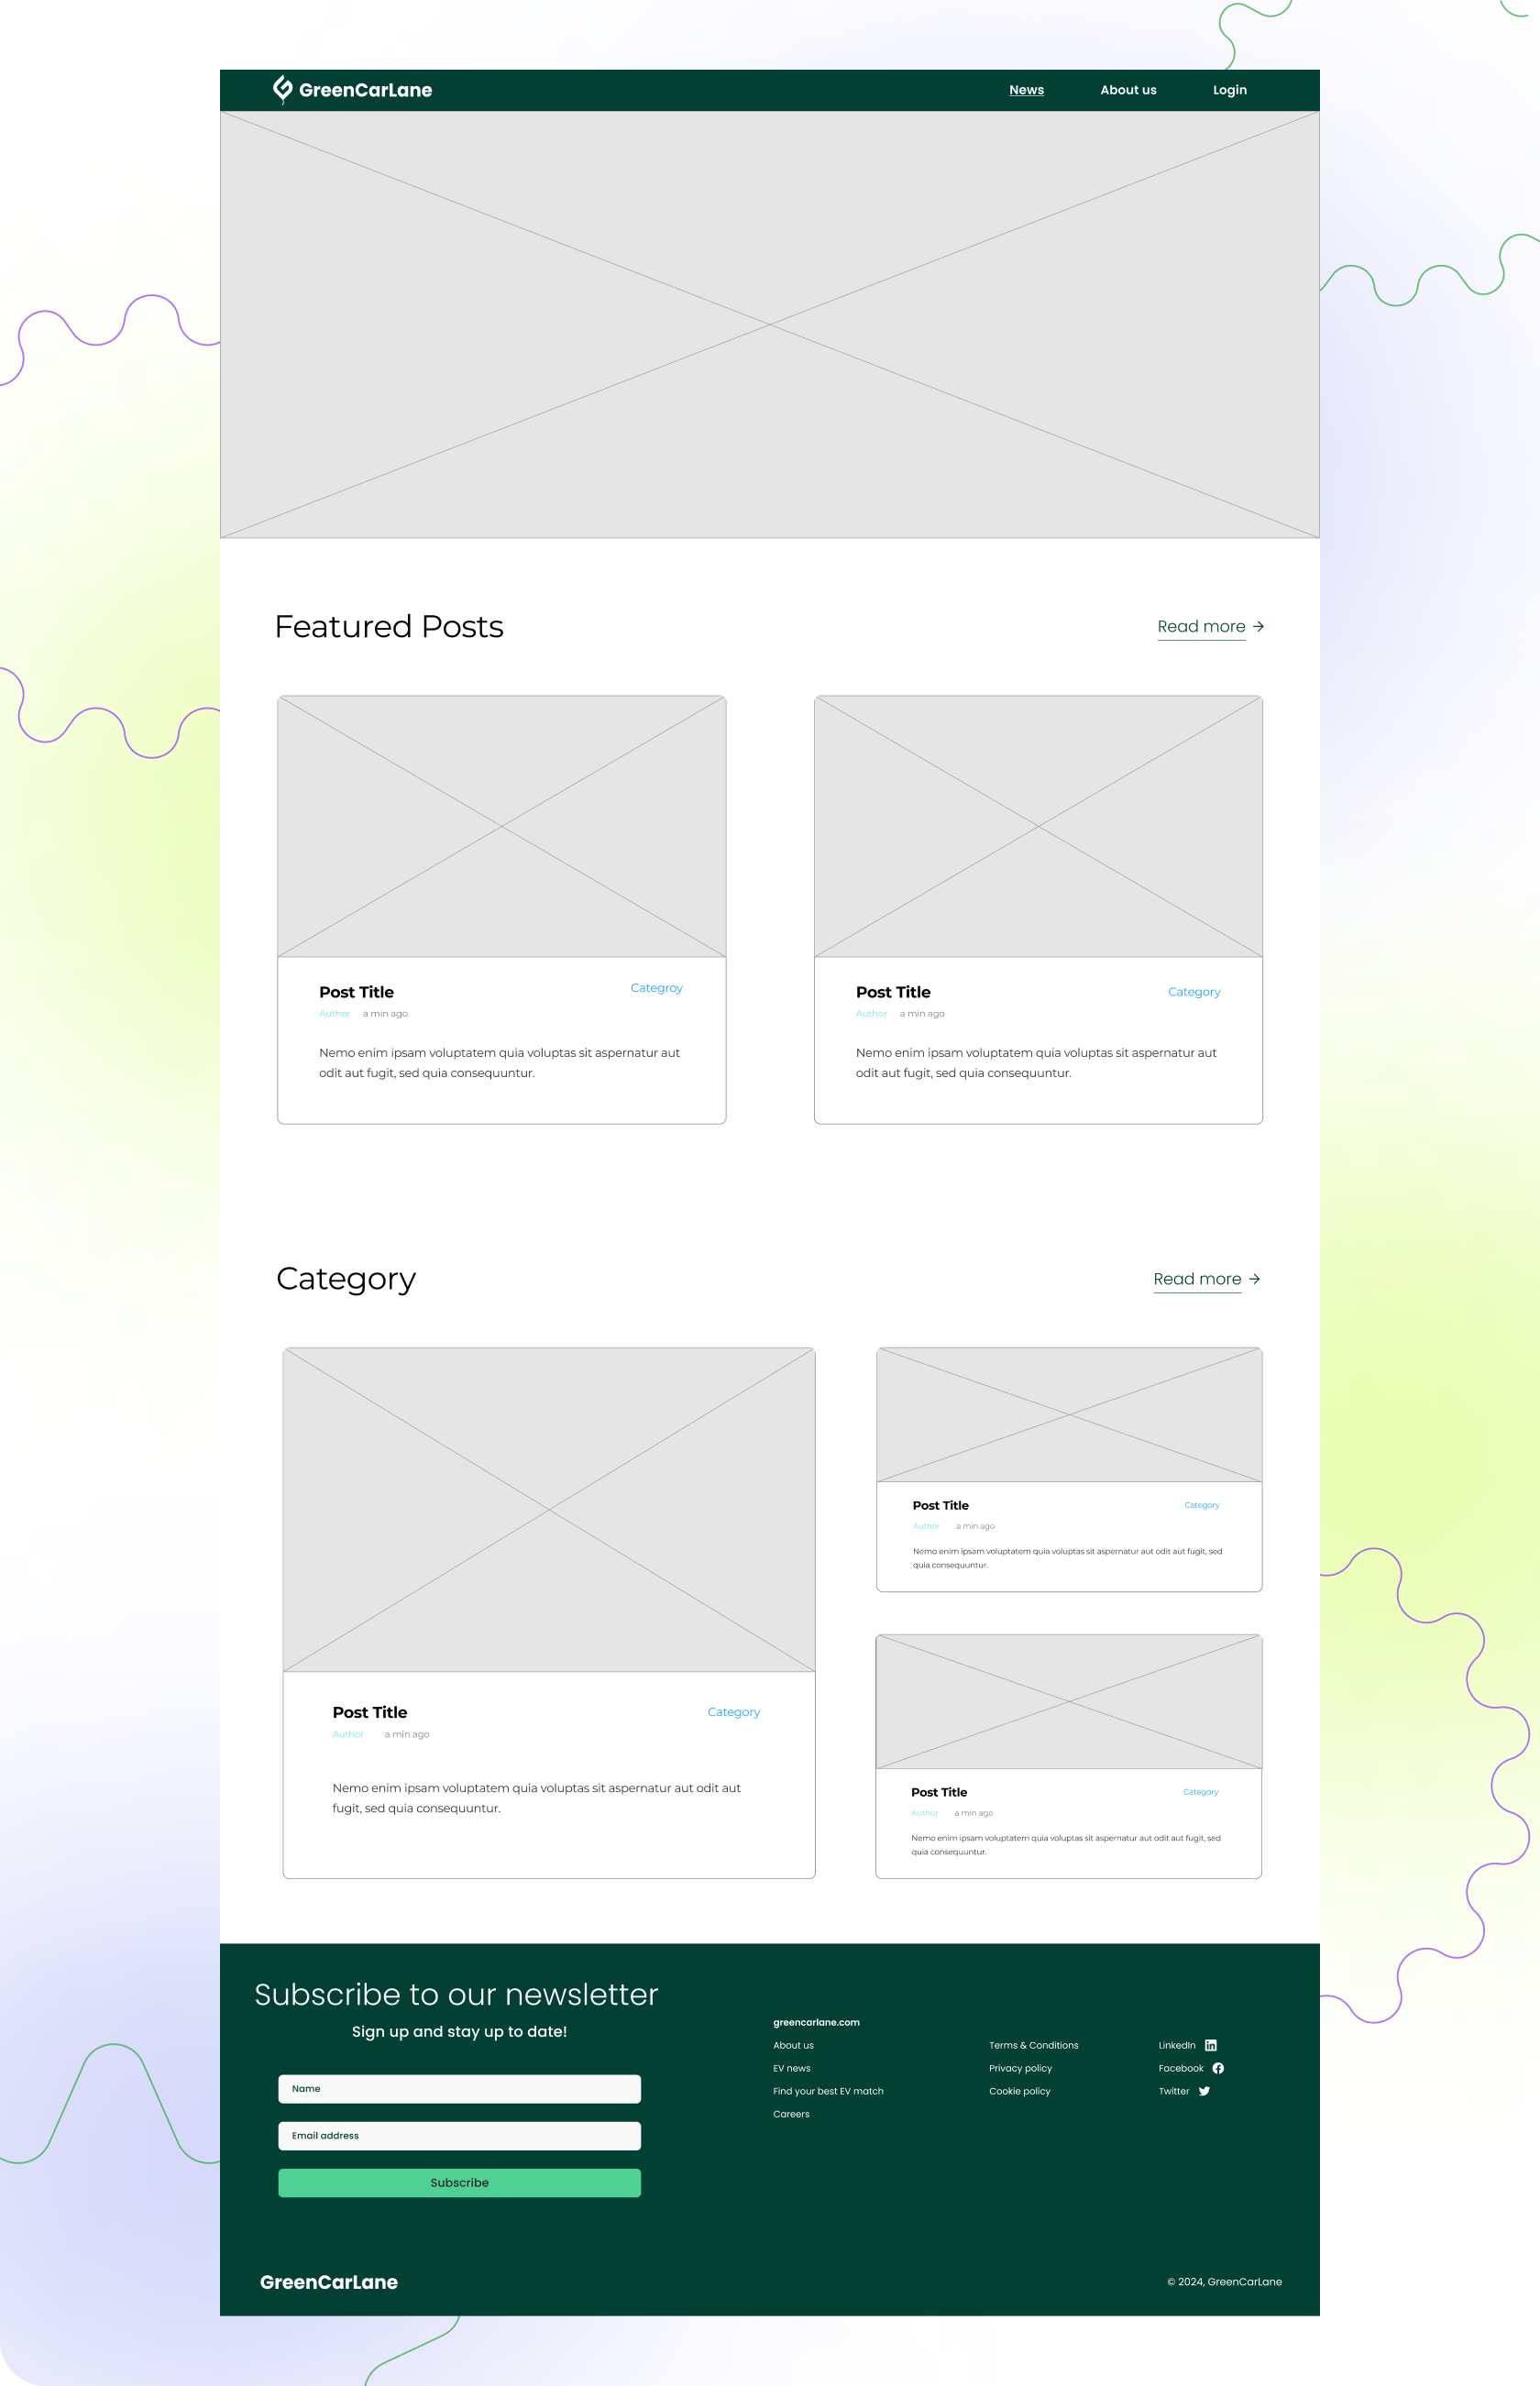 GreenCarLane
News
About us
Login
Featured Posts
Read more
Post Title
Categroy
Author a min ago
Nemo enim ipsam voluptatem quia voluptas sit aspernatur aut
odit aut fugit, sed quia consequuntur.
Post Title
Category
Author a min ago
Nemo enim ipsam voluptatem quia voluptas sit aspernatur aut
odit aut fugit, sed quia consequuntur.
Category
Read more
Post Title
Category
Author a min ago
Nemo enim ipsam voluptatem quia voluptas sit aspernatur aut odit aut
fugit, sed quia consequuntur.
Post Title
Category
Author a min ago
Nemo enim ipsam voluptatem quia voluptas sit aspernatur aut odit aut fugit, sed
quia consequuntur.
Post Title
Category
Author a min ago
Nemo enim ipsam voluptatem quia voluptas sit aspernatur aut odit aut fugit, sed
quia consequuntur.
Subscribe to our newsletter
Sign up and stay up to date!
Name
Email address
Subscribe
greencarlane.com
About us
EV news
Find your best EV match
Careers
Terms & Conditions
Privacy policy
Cookie policy
LinkedIn
Facebook
Twitter
GreenCarLane
© 2024, GreenCarLane